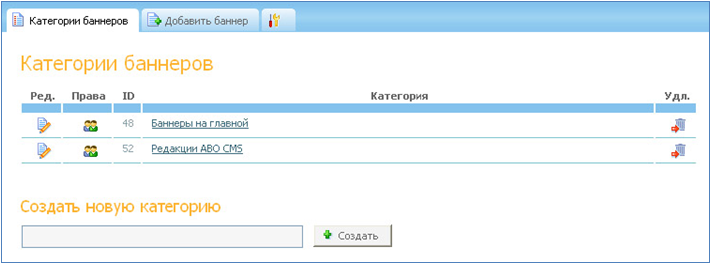 Категории баннеров Добавить баннер
Категории баннеров
Ред. Права ID Категория Удл.
48 Баннеры на главной
52 Редакции ABO CMS
Создать новую категорию
Создать